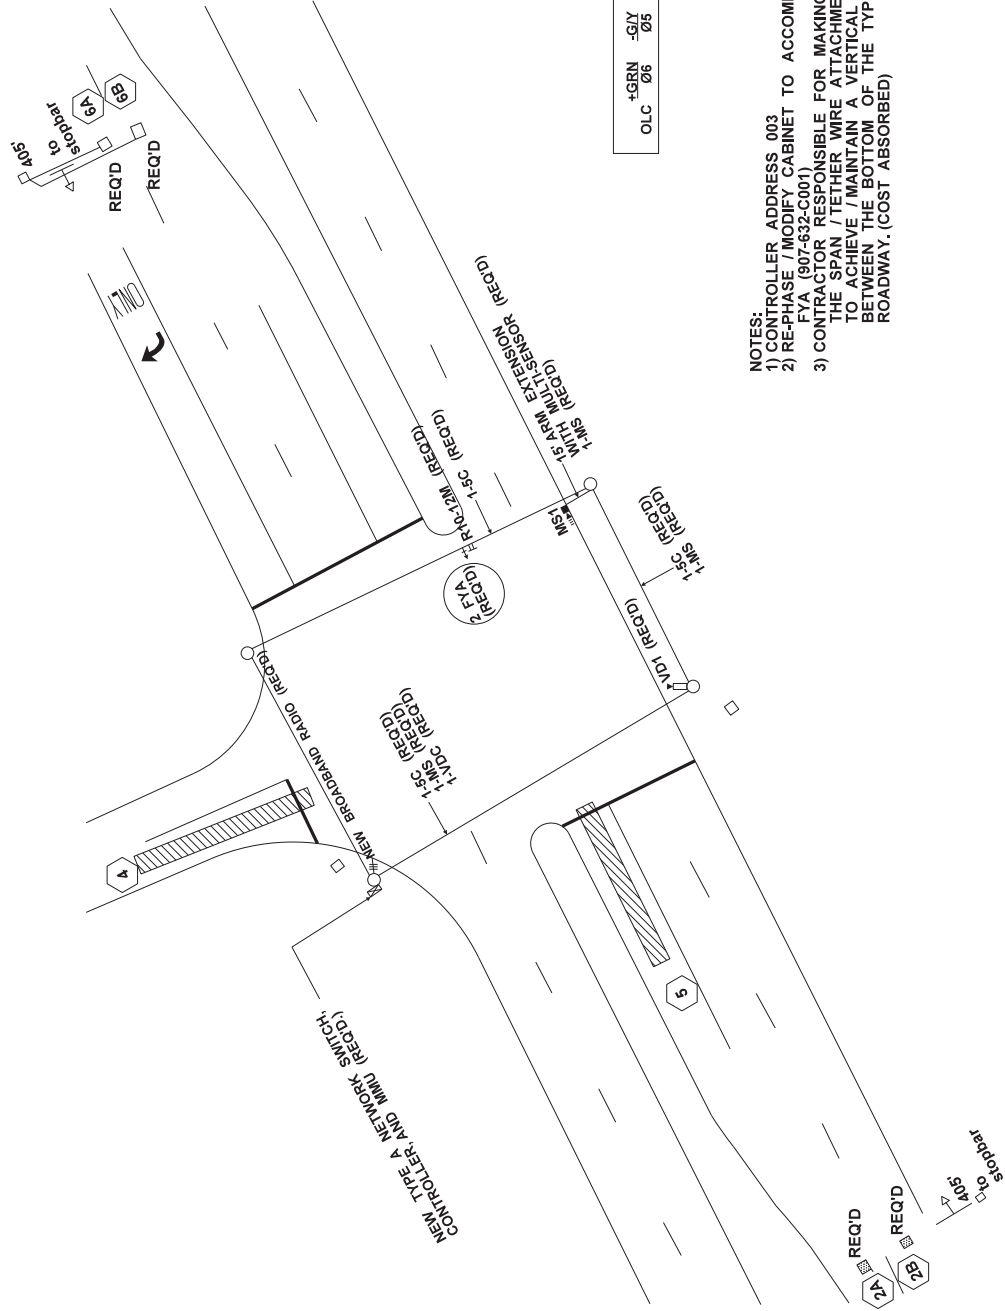 405'
to
stopbar
6A
6B
REQ'D
REQ'D
ONLY
+GRN -G/Y
OLC Ø6 Ø5
NOTES:
1) CONTROLLER ADDRESS 003
2) RE-PHASE / MODIFY CABINET TO
FYA (907-632-C001)
3) CONTRACTOR RESPONSIBLE FOR MAKING
THE SPAN / TETHER WIRE
TO ACHIEVE / MAINTAIN A VERTICAL
BETWEEN THE BOTTOM OF THE
ROADWAY. (COST ABSORBED)
15' ARM EXTENSION (REQ'D)
WITH MULTI-SENSOR
1-MS (REQ'D)
R10-12M (REQ'D)
1-5C (REQ'D)
MS1
2 FYA
(REQ'D)
1-5C (REQ'D)
1-MS (REQ'D)
VD1 (REQ'D)
NEW BROADBAND RADIO (REQ'D)
1-5C (REQ'D)
1-MS (REQ'D)
1-VDC (REQ'D)
4
5
NEW TYPE A NETWORK SWITCH,
CONTROLLER, AND MMU (REQ'D.)
REQ'D
REQ'D
2A
2B
405'
to
stopbar